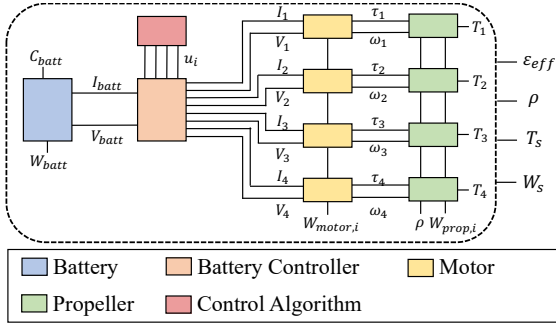 C_batt
I_batt
V_batt
W_batt
u_i
I_1
V_1
I_2
V_2
I_3
V_3
I_4
V_4
τ_1
ω_1
τ_2
ω_2
τ_3
ω_3
τ_4
ω_4
W_motor,i
ρ
W_prop,i
T_1
T_2
T_3
T_4
ε_eff
ρ
T_s
W_s
Battery
Battery Controller
Motor
Propeller
Control Algorithm